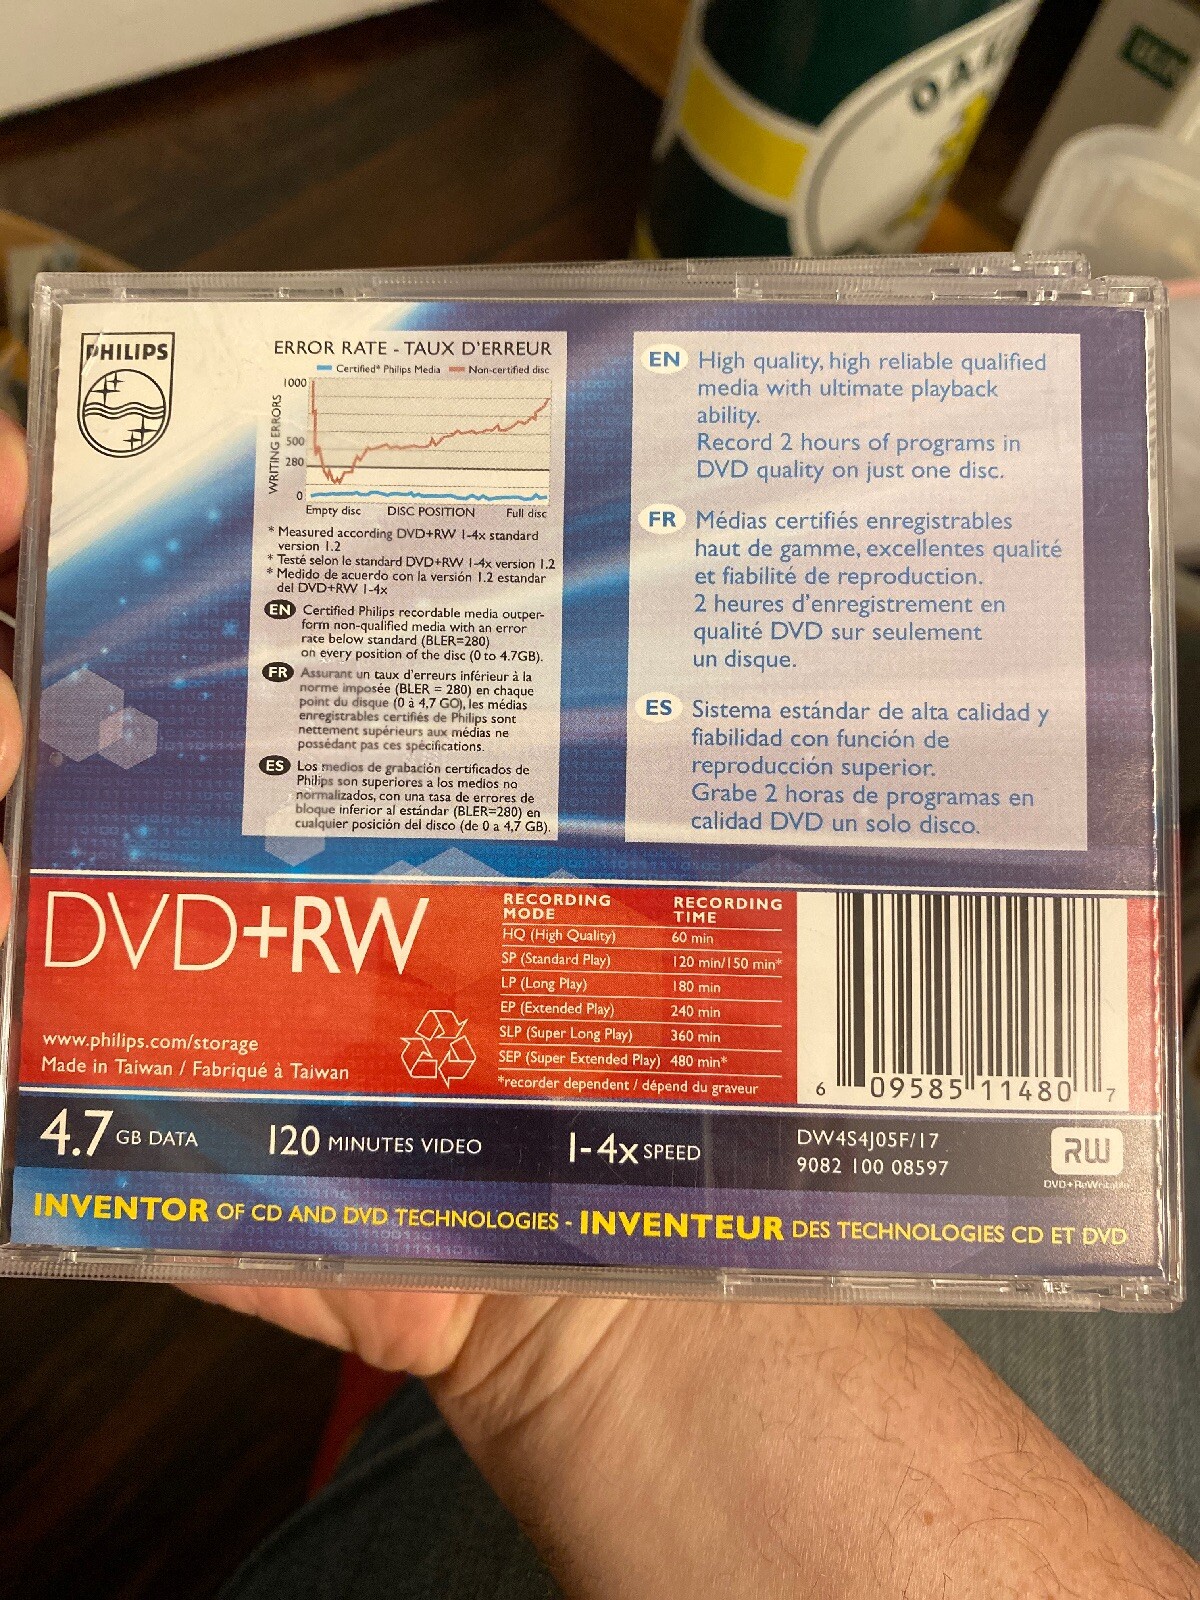 OAK
PHILIPS
ERROR RATE - TAUX D'ERREUR
Certified* Philips Media Non-certified disc
WRITING ERRORS
1000
500
280
0
Empty disc DISC POSITION Full disc
* Measured according DVD+RW 1-4x standard
version 1.2
* Testé selon le standard DVD+RW 1-4x version 1.2
* Medido de acuerdo con la versión 1.2 estandar
del DVD+RW 1-4x
EN Certified Philips recordable media outper-
form non-qualified media with an error
rate below standard (BLER=280)
on every position of the disc (0 to 4.7GB).
FR Assurant un taux d'erreurs inférieur à la
norme imposée (BLER = 280) en chaque
point du disque (0 à 4,7 GO), les médias
enregistrables certifiés de Philips sont
nettement supérieurs aux médias ne
possédant pas ces spécifications.
ES Los medios de grabación certificados de
Philips son superiores a los medios no
normalizados, con una tasa de errores de
bloque inferior al estándar (BLER=280) en
cualquier posición del disco (de 0 a 4,7 GB).
EN High quality, high reliable qualified
media with ultimate playback
ability.
Record 2 hours of programs in
DVD quality on just one disc.
FR Médias certifiés enregistrables
haut de gamme, excellentes qualité
et fiabilité de reproduction.
2 heures d'enregistrement en
qualité DVD sur seulement
un disque.
ES Sistema estándar de alta calidad y
fiabilidad con función de
reproducción superior.
Grabe 2 horas de programas en
calidad DVD un solo disco.
DVD+RW
www.philips.com/storage
Made in Taiwan / Fabriqué à Taiwan
RECORDING MODE RECORDING TIME
HQ (High Quality) 60 min
SP (Standard Play) 120 min/150 min*
LP (Long Play) 180 min
EP (Extended Play) 240 min
SLP (Super Long Play) 360 min
SEP (Super Extended Play) 480 min*
*recorder dependent / dépend du graveur
6 09585 11480 7
4.7 GB DATA 120 MINUTES VIDEO 1-4x SPEED
DW4S4J05F/17
9082 100 08597
RW
DVD+ReWritable
INVENTOR OF CD AND DVD TECHNOLOGIES - INVENTEUR DES TECHNOLOGIES CD ET DVD